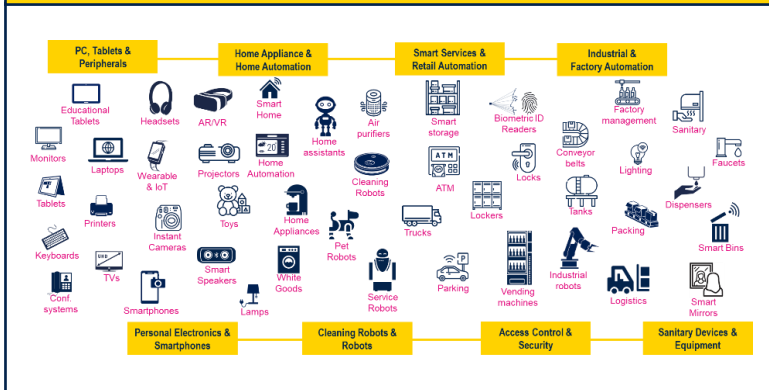 PC, Tablets &
Peripherals
Home Appliance &
Home Automation
Smart Services &
Retail Automation
Industrial &
Factory Automation
Educational
Tablets
Headsets
AR/VR
Smart
Home
Home
assistants
Air
purifiers
Smart
storage
Biometric ID
Readers
Factory
management
Sanitary
Monitors
Laptops
Wearable
& IoT
Projectors
Home
Automation
20°
Cleaning
Robots
ATM
ATM
Locks
Conveyor
belts
Lighting
Faucets
Tablets
Printers
Instant
Cameras
Toys
Home
Appliances
Pet
Robots
Trucks
Lockers
Tanks
Packing
Dispensers
Keyboards
UHD
TVs
Smart
Speakers
White
Goods
P
Parking
Vending
machines
Industrial
robots
Logistics
Smart Bins
Conf.
systems
Smartphones
Lamps
Service
Robots
Smart
Mirrors
Personal Electronics &
Smartphones
Cleaning Robots &
Robots
Access Control &
Security
Sanitary Devices &
Equipment